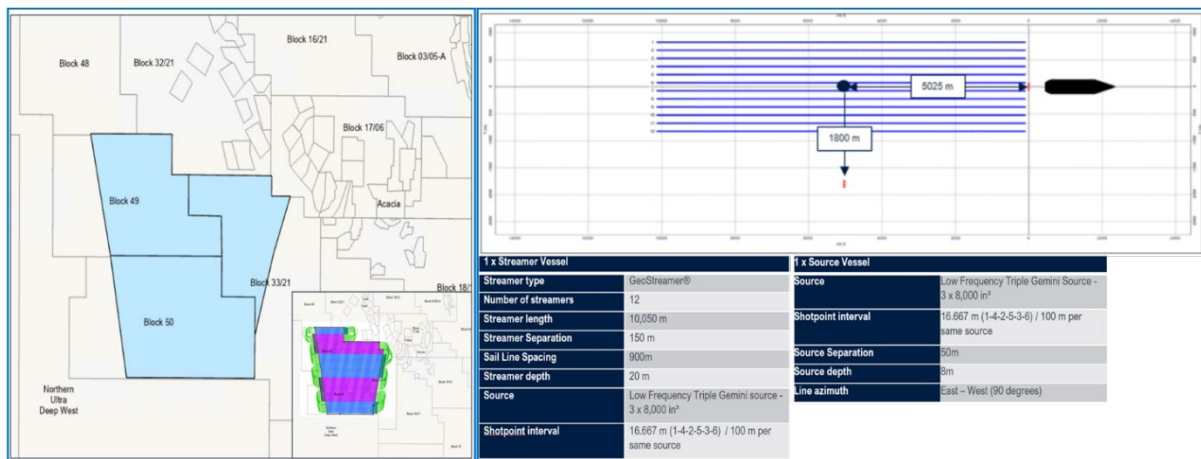 Block 48
Block 32/21
Block 16/21
Block 03/05-A
Block 17/06
Acacia
Block 49
Block 33/21
Block 18/1
Block 50
Northern
Ultra
Deep West
5025 m
1800 m
1 x Streamer Vessel
Streamer type GeoStreamer®
Number of streamers 12
Streamer length 10,050 m
Streamer Separation 150 m
Sail Line Spacing 900m
Streamer depth 20 m
Source Low Frequency Triple Gemini source -
3 x 8,000 in³
Shotpoint interval 16.667 m (1-4-2-5-3-6) / 100 m per
same source
1 x Source Vessel
Source Low Frequency Triple Gemini Source -
3 x 8,000 in³
Shotpoint interval 16.667 m (1-4-2-5-3-6) / 100 m per
same source
Source Separation 50m
Source depth 8m
Line azimuth East – West (90 degrees)